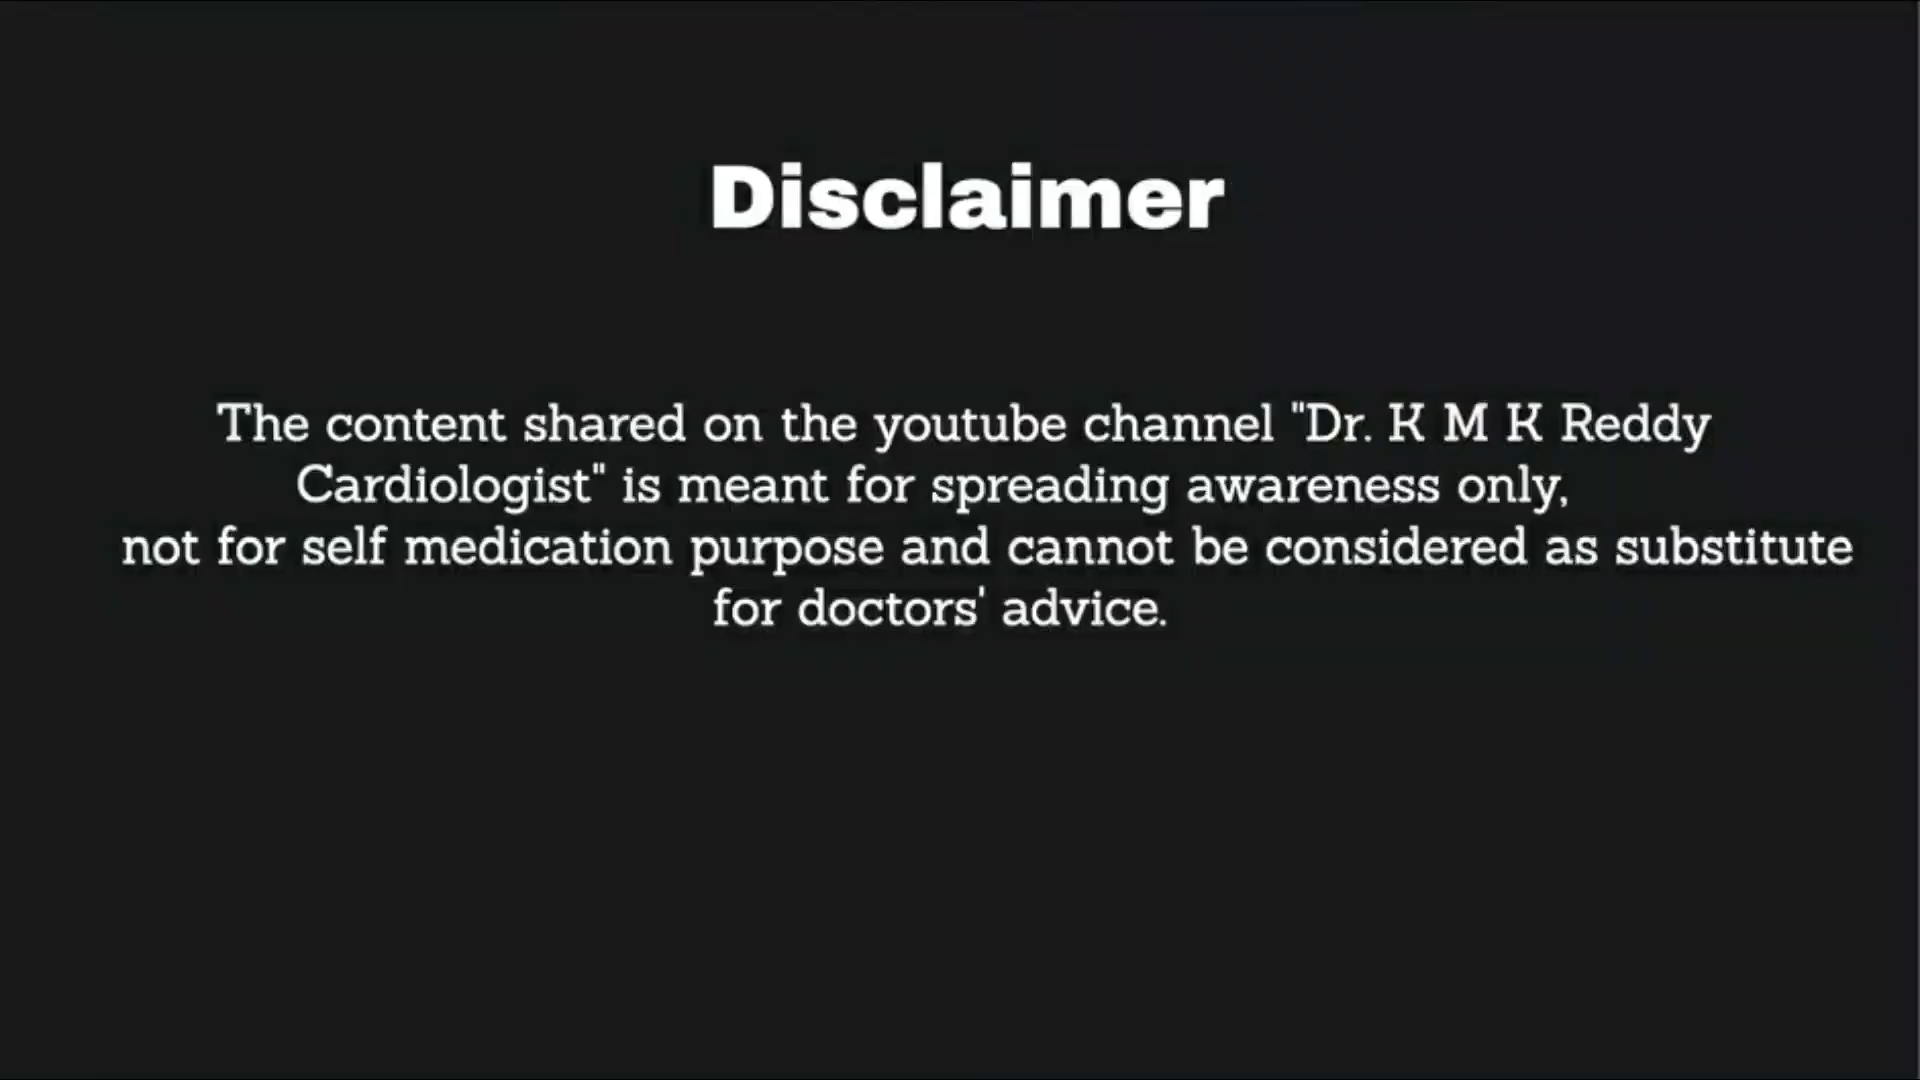 Disclaimer
The content shared on the youtube channel "Dr. K M K Reddy
Cardiologist" is meant for spreading awareness only,
not for self medication purpose and cannot be considered as substitute
for doctors' advice.